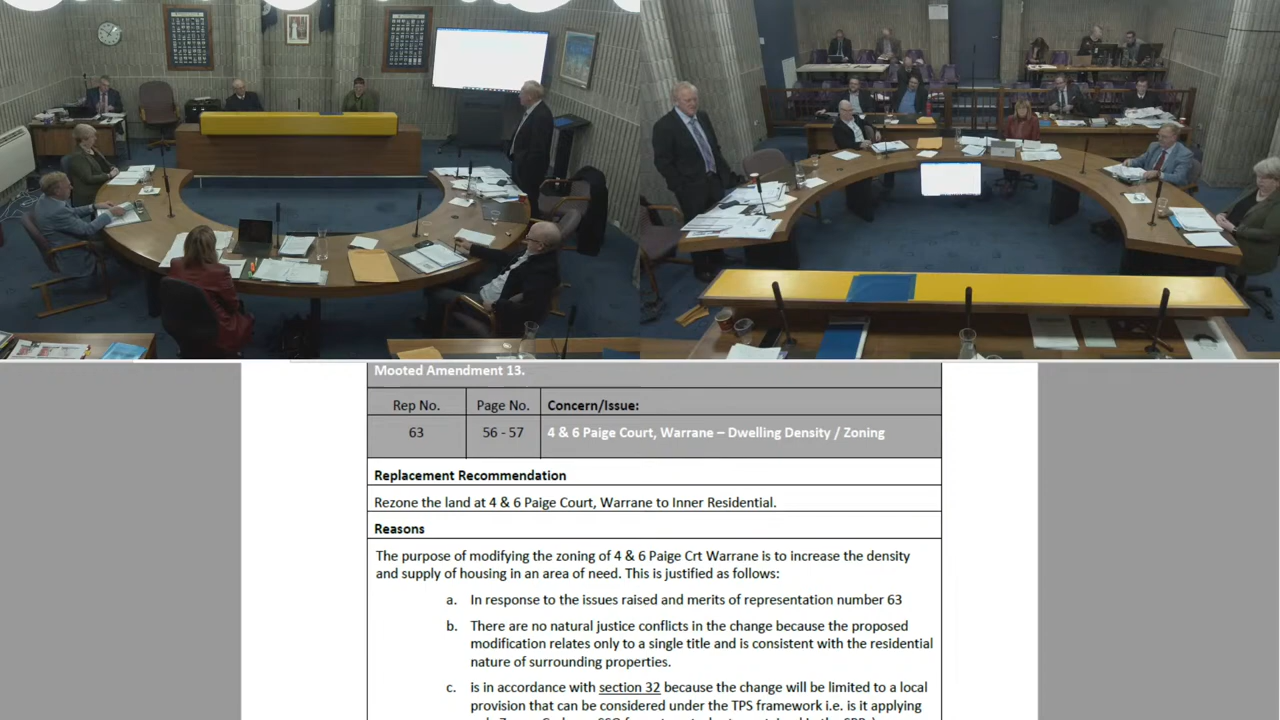 Mooted Amendment 13.
Rep No. Page No. Concern/Issue:
63 56 - 57 4 & 6 Paige Court, Warrane – Dwelling Density / Zoning
Replacement Recommendation
Rezone the land at 4 & 6 Paige Court, Warrane to Inner Residential.
Reasons
The purpose of modifying the zoning of 4 & 6 Paige Crt Warrane is to increase the density
and supply of housing in an area of need. This is justified as follows:
a. In response to the issues raised and merits of representation number 63
b. There are no natural justice conflicts in the change because the proposed
modification relates only to a single title and is consistent with the residential
nature of surrounding properties.
c. is in accordance with section 32 because the change will be limited to a local
provision that can be considered under the TPS framework i.e. is it applying